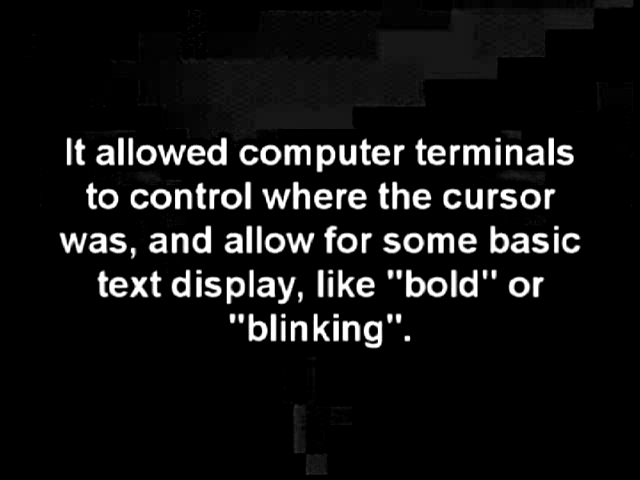 It allowed computer terminals
to control where the cursor
was, and allow for some basic
text display, like "bold" or
"blinking".